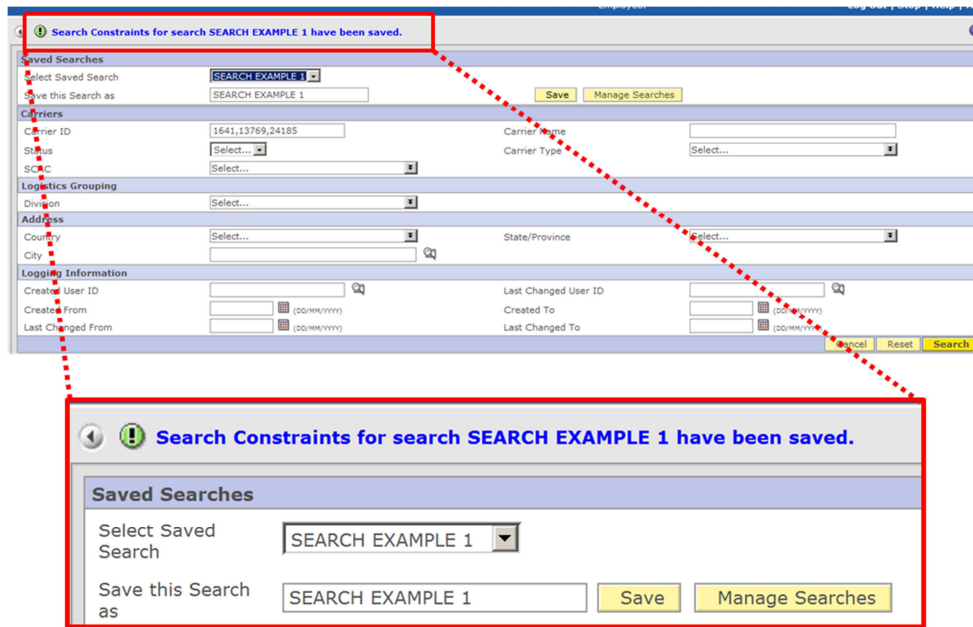 Search Constraints for search SEARCH EXAMPLE 1 have been saved.
Saved Searches
Select Saved Search SEARCH EXAMPLE 1
Save this Search as SEARCH EXAMPLE 1 Save Manage Searches
Carriers
Carrier ID 1641,13769,24185 Carrier Name
Status Select... Carrier Type Select...
SCAC Select...
Logistics Grouping
Division Select...
Address
Country Select... State/Province Select...
City
Logging Information
Created User ID Last Changed User ID
Created From (DD/MM/YYYY) Created To (DD/MM/YYYY)
Last Changed From (DD/MM/YYYY) Last Changed To (DD/MM/YYYY)
Cancel Reset Search
Search Constraints for search SEARCH EXAMPLE 1 have been saved.
Saved Searches
Select Saved
Search
SEARCH EXAMPLE 1
Save this Search
as
SEARCH EXAMPLE 1 Save Manage Searches